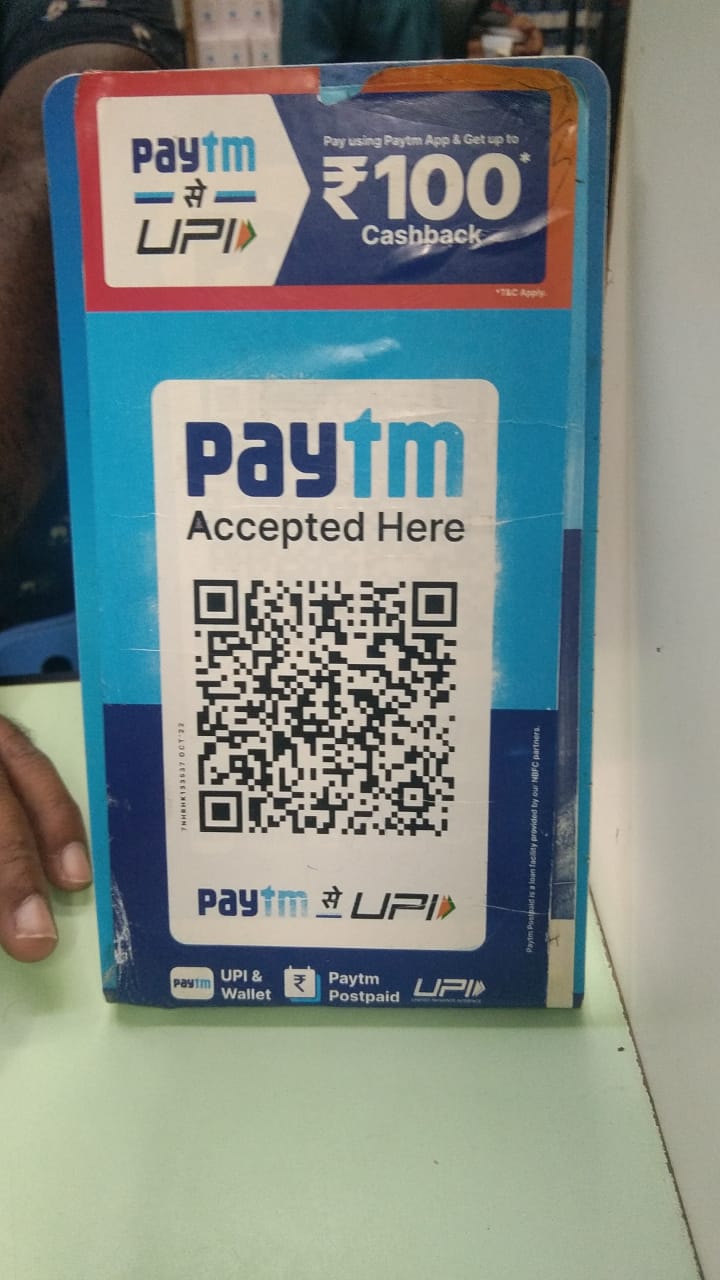 paytm
से
UPI
Pay using Paytm App & Get up to
₹100*
Cashback
*T&C Apply.
paytm
Accepted Here
paytm से UPI
Paytm Postpaid is a loan facility provided by our NBFC partners.
paytm
UPI &
Wallet
₹
Paytm
Postpaid
UPI